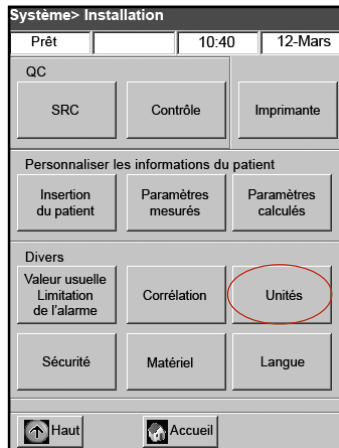 Système> Installation
Prêt 10:40 12-Mars
QC
SRC Contrôle Imprimante
Personnaliser les informations du patient
Insertion du patient Paramètres mesurés Paramètres calculés
Divers
Valeur usuelle Limitation de l'alarme Corrélation Unités
Sécurité Matériel Langue
Haut Accueil